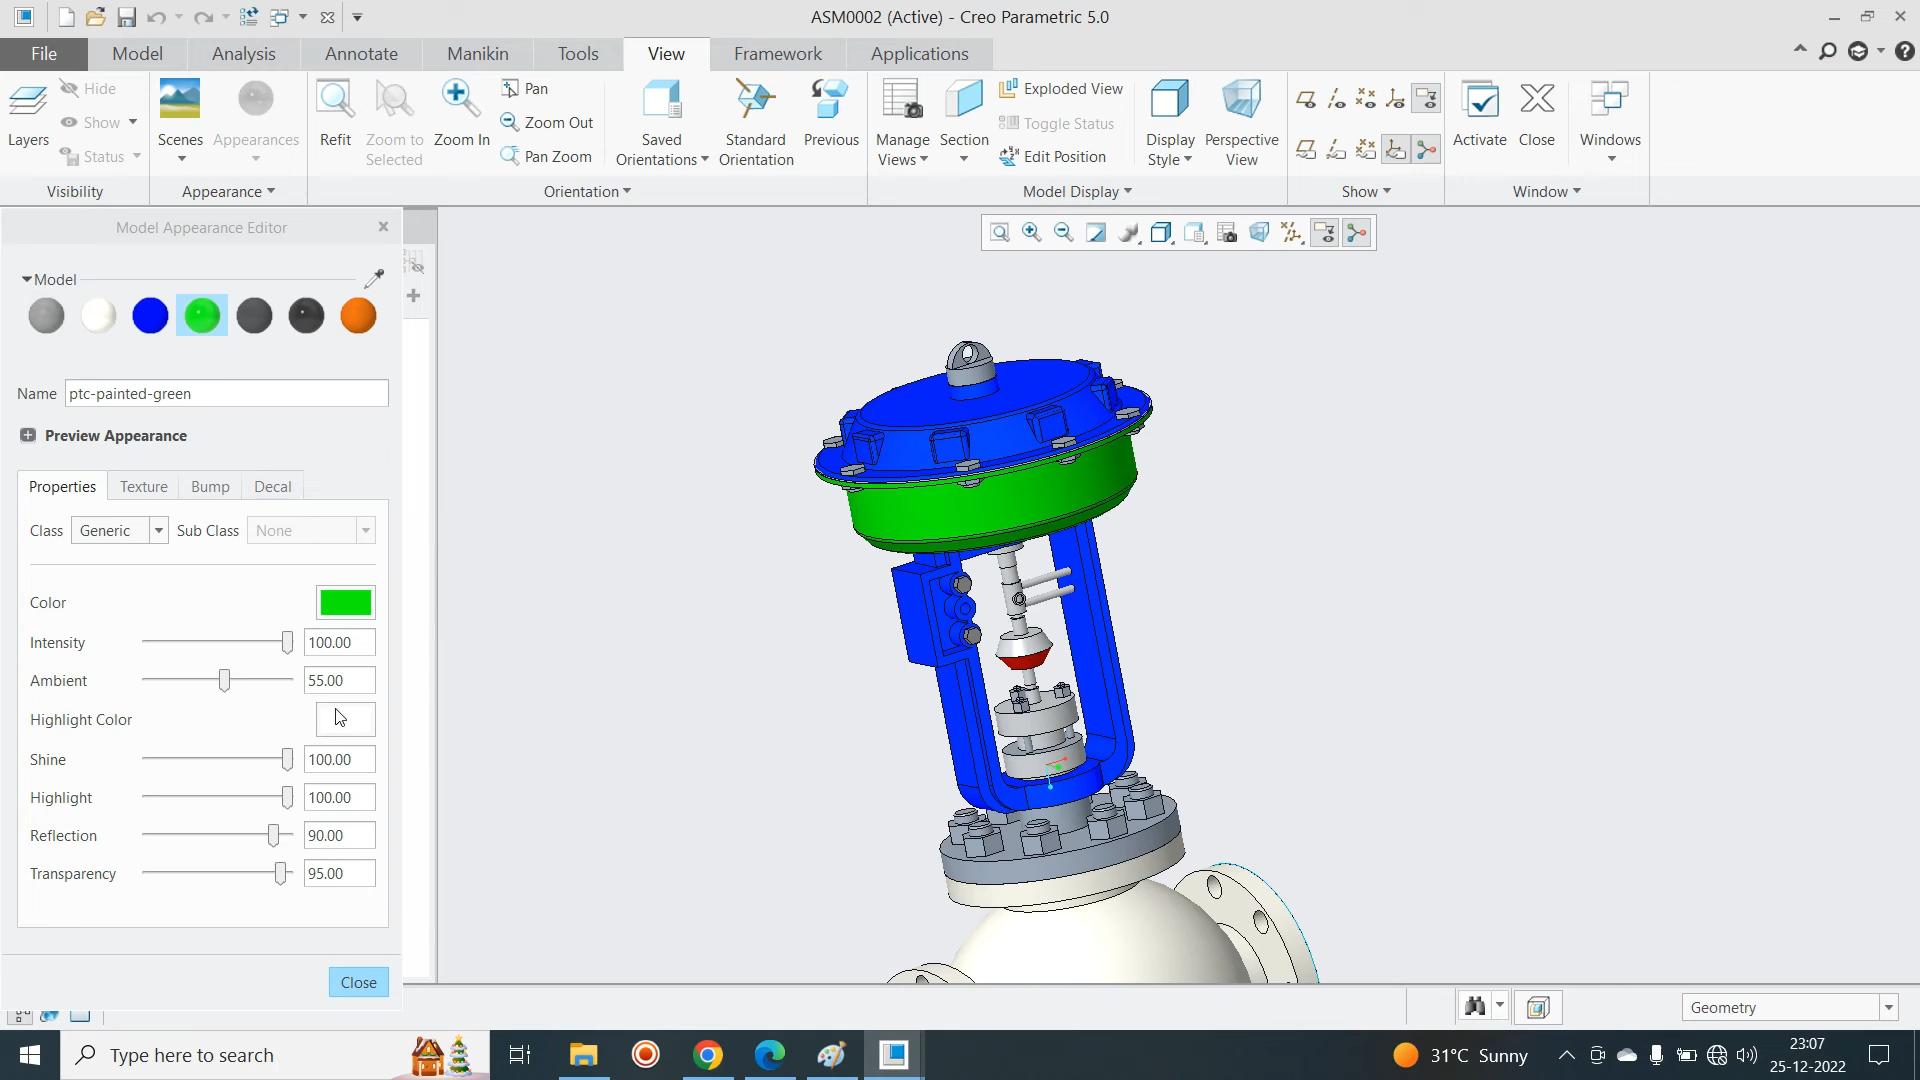 ASM0002 (Active) - Creo Parametric 5.0
File Model Analysis Annotate Manikin Tools View Framework Applications
Layers
Hide
Show
Status
Visibility
Scenes
Appearances
Appearance
Refit
Zoom to
Selected
Zoom In
Pan
Zoom Out
Pan Zoom
Saved
Orientations
Standard
Orientation
Previous
Orientation
Manage
Views
Section
Exploded View
Toggle Status
Edit Position
Display
Style
Perspective
View
Model Display
Show
Activate
Close
Windows
Window
Model Appearance Editor
Model
Name ptc-painted-green
Preview Appearance
Properties Texture Bump Decal
Class Generic Sub Class None
Color
Intensity 100.00
Ambient 55.00
Highlight Color
Shine 100.00
Highlight 100.00
Reflection 90.00
Transparency 95.00
Close
Geometry
Type here to search
31°C Sunny
23:07
25-12-2022